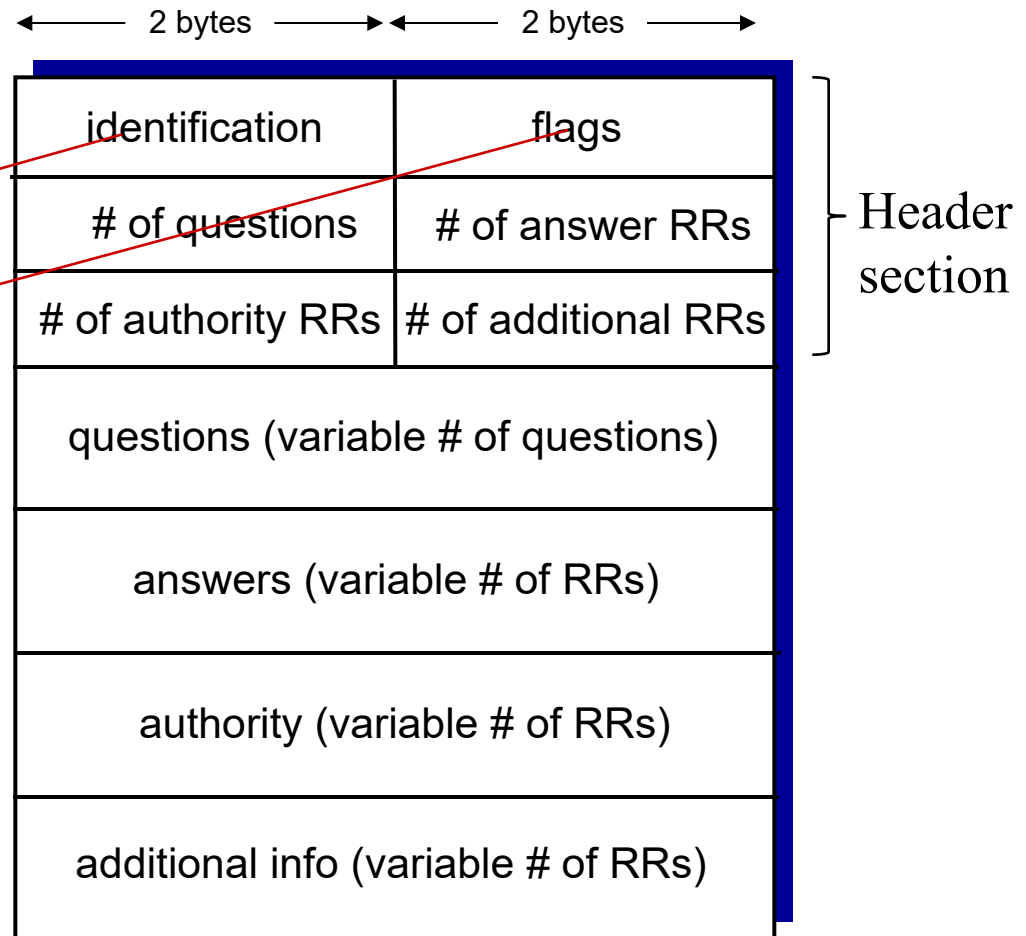 2 bytes 2 bytes
identification flags
# of questions # of answer RRs
Header
section
# of authority RRs # of additional RRs
questions (variable # of questions)
answers (variable # of RRs)
authority (variable # of RRs)
additional info (variable # of RRs)